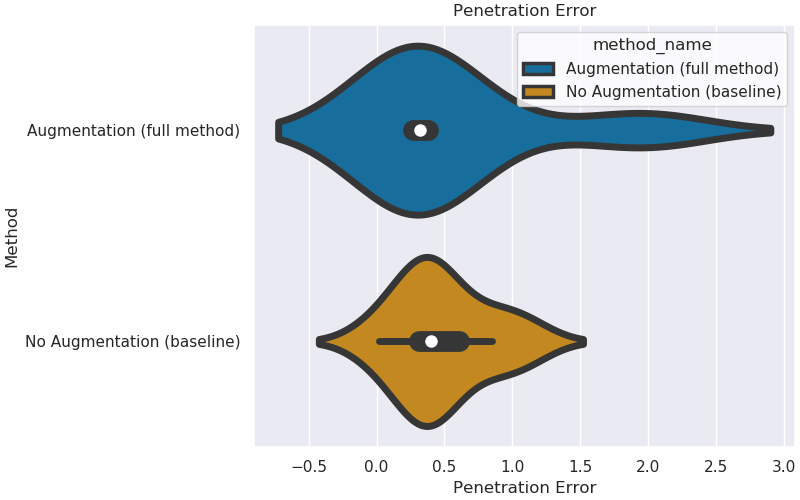 Penetration Error
method_name
Augmentation (full method)
No Augmentation (baseline)
Augmentation (full method)
Method
No Augmentation (baseline)
−0.5 0.0 0.5 1.0 1.5 2.0 2.5 3.0
Penetration Error